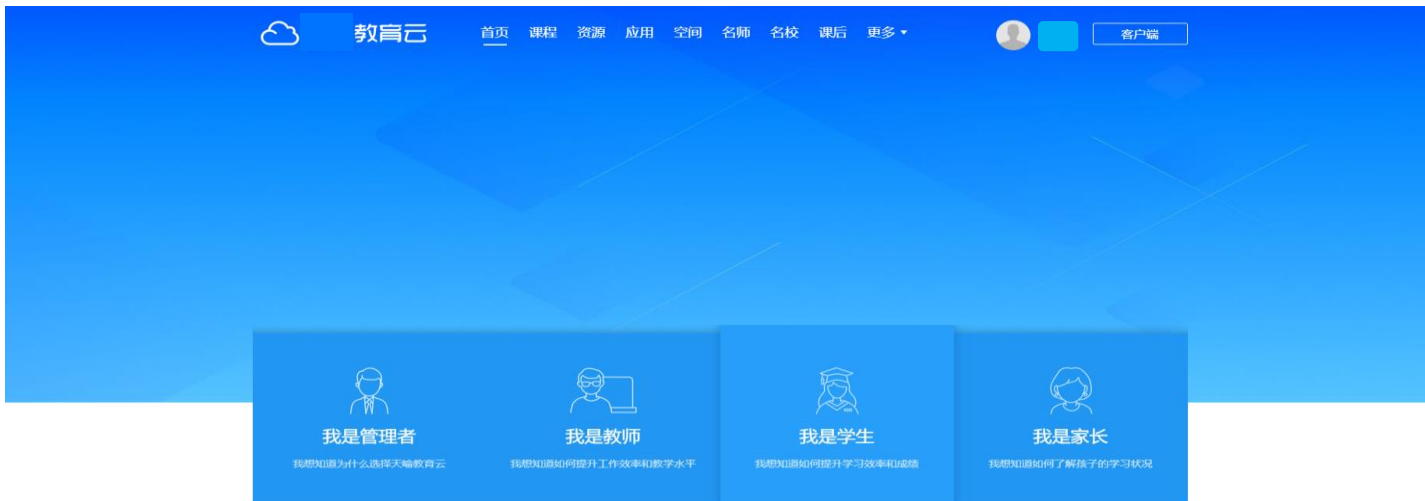 教育云 首页 课程 资源 应用 空间 名师 名校 课后 更多 客户端
我是管理者 我是教师 我是学生 我是家长
我想知道为什么选择天喻教育云 我想知道如何提升工作效率和教学水平 我想知道如何提升学习效率和成绩 我想知道如何了解孩子的学习状况